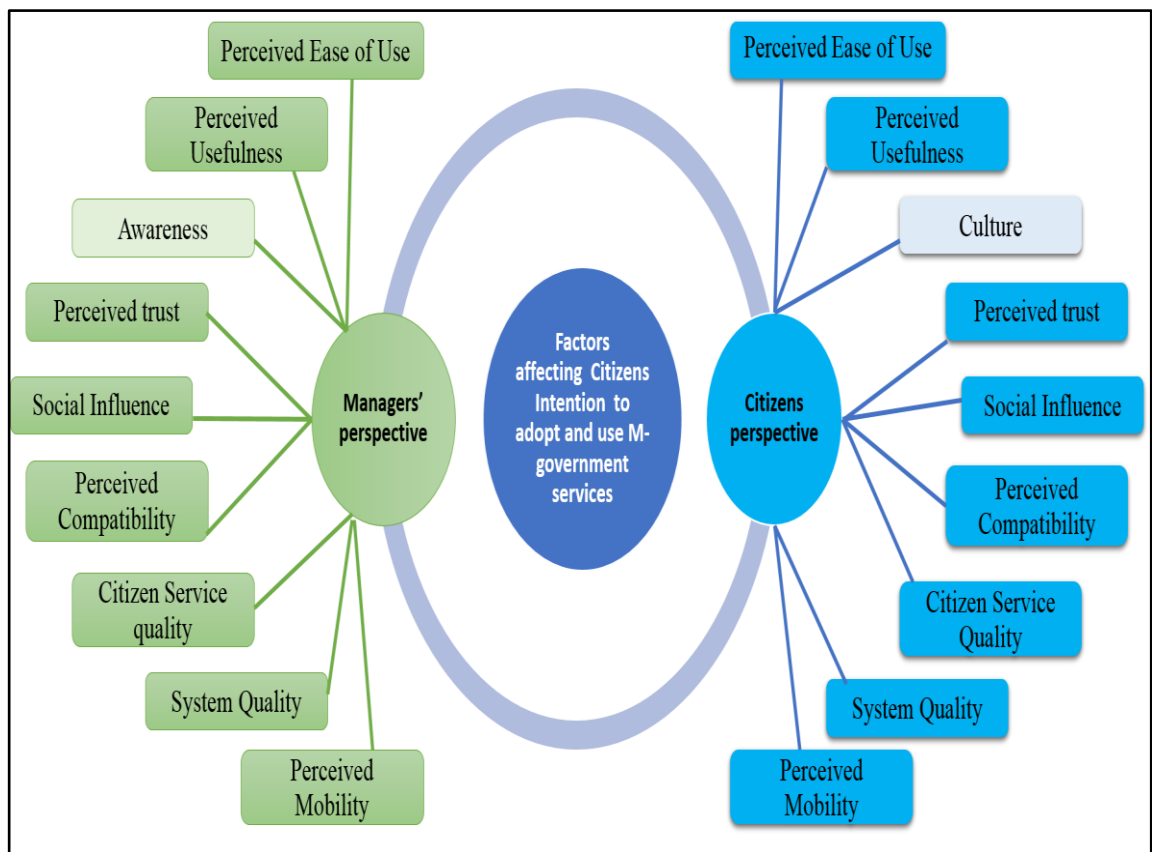 Perceived Ease of Use
Perceived
Usefulness
Awareness
Perceived trust
Social Influence
Perceived
Compatibility
Citizen Service
quality
System Quality
Perceived
Mobility
Managers’
perspective
Factors
affecting Citizens
Intention to
adopt and use M-
government
services
Citizens
perspective
Perceived Ease of Use
Perceived
Usefulness
Culture
Perceived trust
Social Influence
Perceived
Compatibility
Citizen Service
Quality
System Quality
Perceived
Mobility